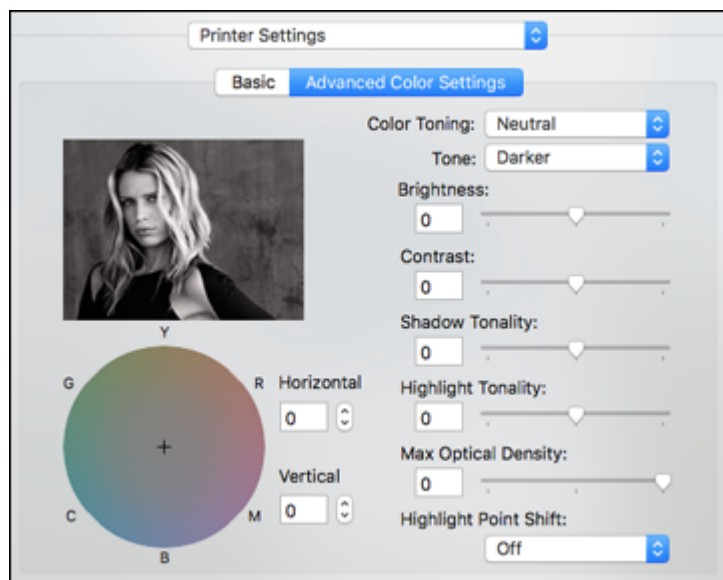 Printer Settings
Basic
Advanced Color Settings
Color Toning: Neutral
Tone: Darker
Brightness:
0
Contrast:
0
Shadow Tonality:
0
Highlight Tonality:
0
Max Optical Density:
0
Highlight Point Shift:
Off
Y
G
R
C
M
B
Horizontal
0
Vertical
0